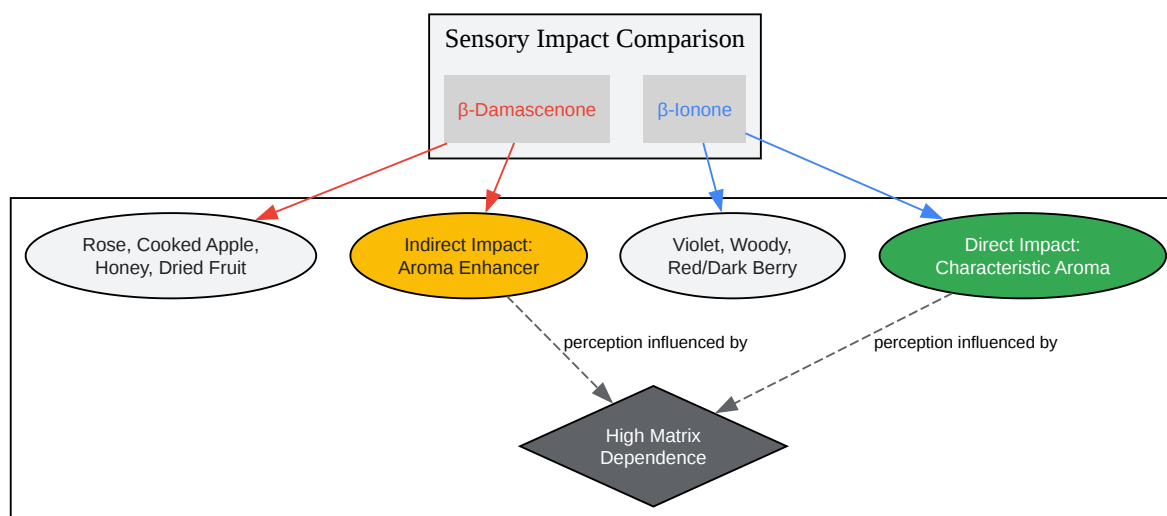 Sensory Impact Comparison
β-Damascenone
β-Ionone
Rose, Cooked Apple,
Honey, Dried Fruit
Indirect Impact:
Aroma Enhancer
Violet, Woody,
Red/Dark Berry
Direct Impact:
Characteristic Aroma
perception influenced by
perception influenced by
High Matrix
Dependence